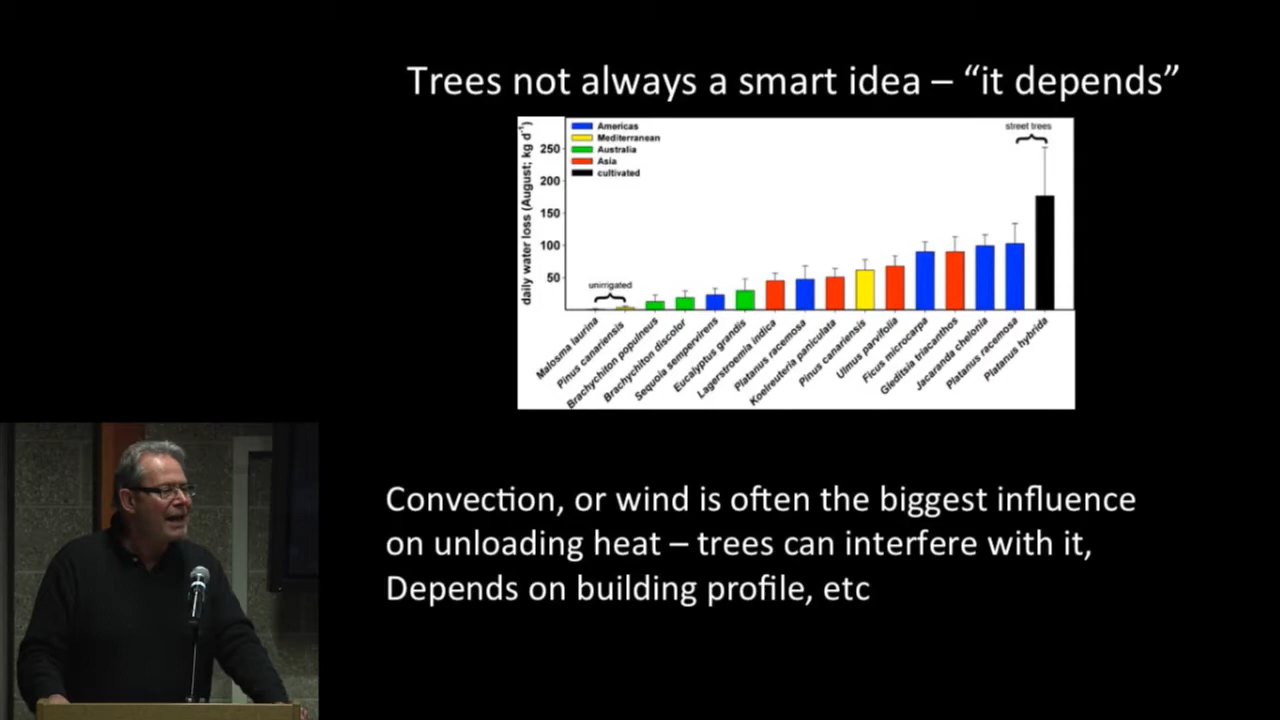 Trees not always a smart idea – “it depends”
daily water loss (August; kg d⁻¹)
250
200
150
100
50
Americas
Mediterranean
Australia
Asia
cultivated
street trees
unirrigated
Malosma laurina
Pinus canariensis
Brachychiton populneus
Brachychiton discolor
Sequoia sempervirens
Eucalyptus grandis
Lagerstroemia indica
Platanus racemosa
Koelreuteria paniculata
Pinus canariensis
Ulmus parvifolia
Ficus microcarpa
Gleditsia triacanthos
Jacaranda chelonia
Platanus racemosa
Platanus hybrida
Convection, or wind is often the biggest influence
on unloading heat – trees can interfere with it,
Depends on building profile, etc